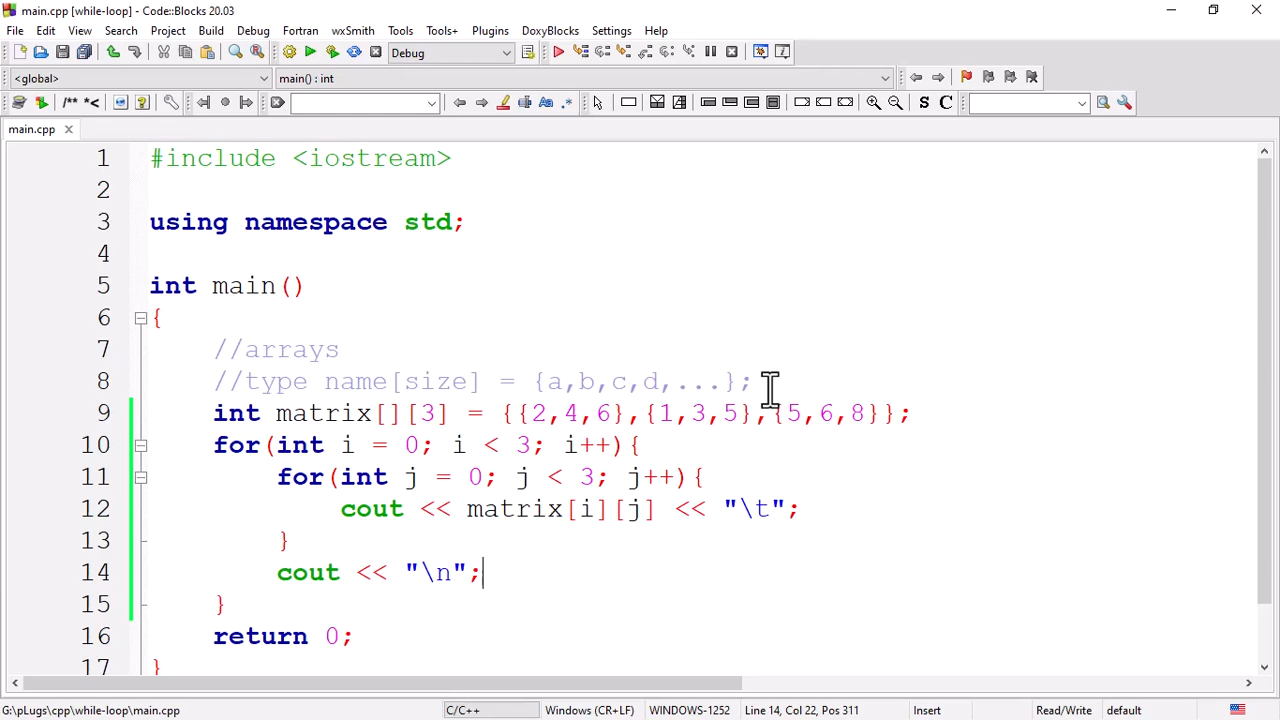 main.cpp [while-loop] - Code::Blocks 20.03
File Edit View Search Project Build Debug Fortran wxSmith Tools Tools+ Plugins DoxyBlocks Settings Help
Debug
<global> main() : int
/** *< S C
main.cpp
1 #include <iostream>
2
3 using namespace std;
4
5 int main()
6 {
7 //arrays
8 //type name[size] = {a,b,c,d,...};
9 int matrix[][3] = {{2,4,6},{1,3,5},{5,6,8}};
10 for(int i = 0; i < 3; i++){
11 for(int j = 0; j < 3; j++){
12 cout << matrix[i][j] << "\t";
13 }
14 cout << "\n";
15 }
16 return 0;
17 }
G:\pLugs\cpp\while-loop\main.cpp C/C++ Windows (CR+LF) WINDOWS-1252 Line 14, Col 22, Pos 311 Insert Read/Write default